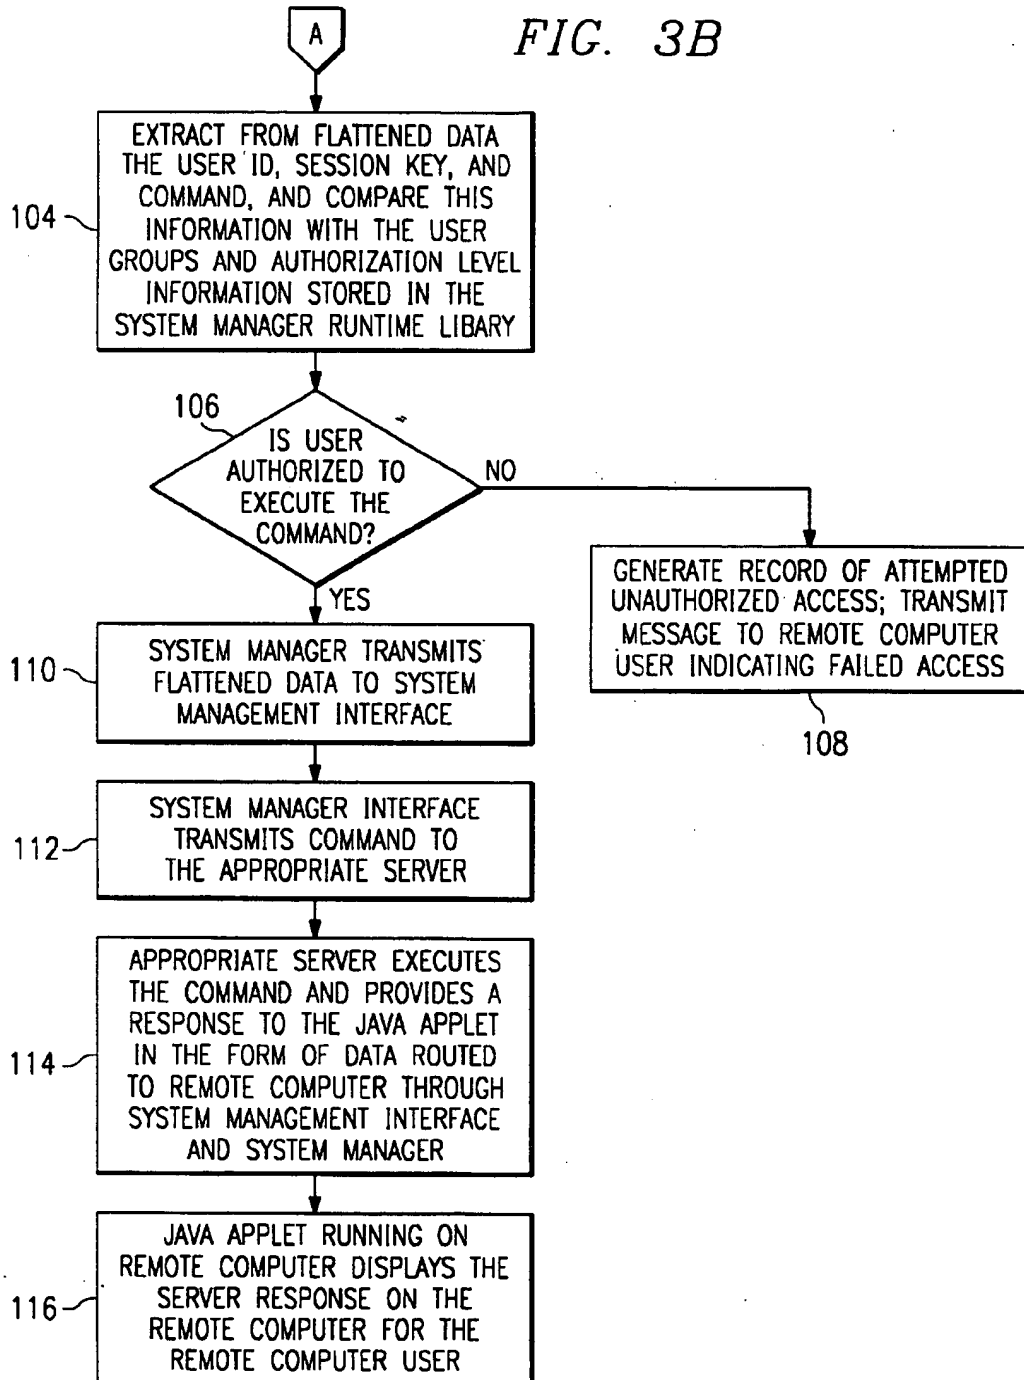 A
FIG. 3B
EXTRACT FROM FLATTENED DATA
THE USER ID, SESSION KEY, AND
COMMAND, AND COMPARE THIS
INFORMATION WITH THE USER
GROUPS AND AUTHORIZATION LEVEL
INFORMATION STORED IN THE
SYSTEM MANAGER RUNTIME LIBARY
104
106
IS USER
AUTHORIZED TO
EXECUTE THE
COMMAND?
NO
YES
GENERATE RECORD OF ATTEMPTED
UNAUTHORIZED ACCESS; TRANSMIT
MESSAGE TO REMOTE COMPUTER
USER INDICATING FAILED ACCESS
108
110
SYSTEM MANAGER TRANSMITS
FLATTENED DATA TO SYSTEM
MANAGEMENT INTERFACE
112
SYSTEM MANAGER INTERFACE
TRANSMITS COMMAND TO
THE APPROPRIATE SERVER
114
APPROPRIATE SERVER EXECUTES
THE COMMAND AND PROVIDES A
RESPONSE TO THE JAVA APPLET
IN THE FORM OF DATA ROUTED
TO REMOTE COMPUTER THROUGH
SYSTEM MANAGEMENT INTERFACE
AND SYSTEM MANAGER
116
JAVA APPLET RUNNING ON
REMOTE COMPUTER DISPLAYS THE
SERVER RESPONSE ON THE
REMOTE COMPUTER FOR THE
REMOTE COMPUTER USER